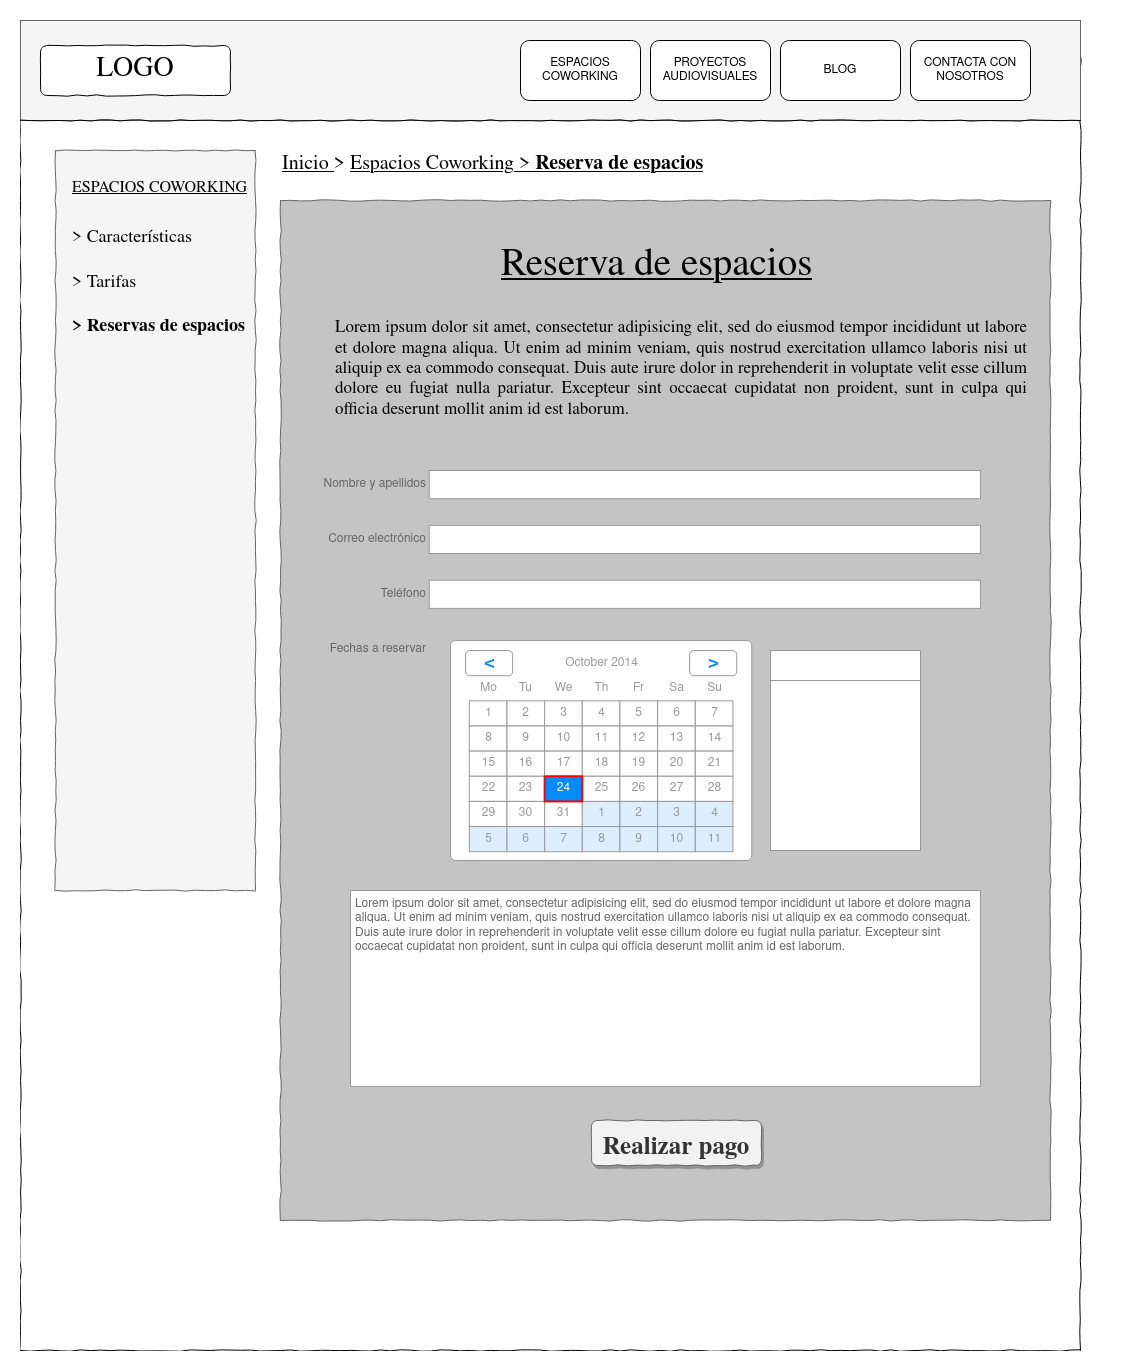 LOGO
ESPACIOS
COWORKING
PROYECTOS
AUDIOVISUALES
BLOG
CONTACTA CON
NOSOTROS
Inicio > Espacios Coworking > Reserva de espacios
ESPACIOS COWORKING
> Características
> Tarifas
> Reservas de espacios
Reserva de espacios
Lorem ipsum dolor sit amet, consectetur adipisicing elit, sed do eiusmod tempor incididunt ut labore
et dolore magna aliqua. Ut enim ad minim veniam, quis nostrud exercitation ullamco laboris nisi ut
aliquip ex ea commodo consequat. Duis aute irure dolor in reprehenderit in voluptate velit esse cillum
dolore eu fugiat nulla pariatur. Excepteur sint occaecat cupidatat non proident, sunt in culpa qui
officia deserunt mollit anim id est laborum.
Nombre y apellidos
Correo electrónico
Teléfono
Fechas a reservar
< October 2014 >
Mo Tu We Th Fr Sa Su
1 2 3 4 5 6 7
8 9 10 11 12 13 14
15 16 17 18 19 20 21
22 23 24 25 26 27 28
29 30 31 1 2 3 4
5 6 7 8 9 10 11
Lorem ipsum dolor sit amet, consectetur adipisicing elit, sed do eiusmod tempor incididunt ut labore et dolore magna
aliqua. Ut enim ad minim veniam, quis nostrud exercitation ullamco laboris nisi ut aliquip ex ea commodo consequat.
Duis aute irure dolor in reprehenderit in voluptate velit esse cillum dolore eu fugiat nulla pariatur. Excepteur sint
occaecat cupidatat non proident, sunt in culpa qui officia deserunt mollit anim id est laborum.
Realizar pago